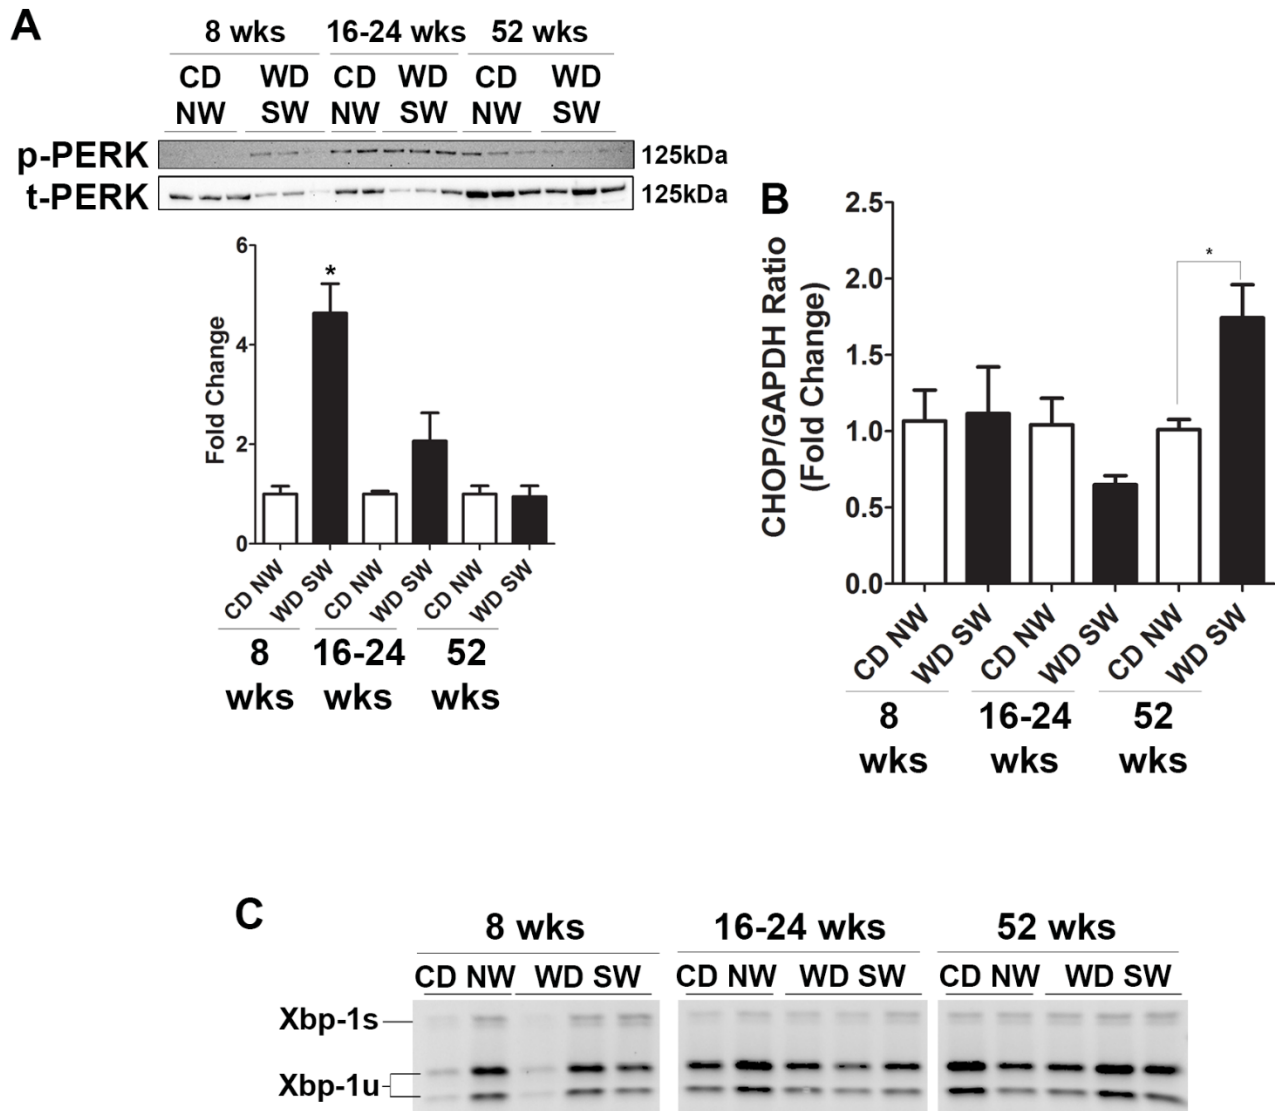 A
8 wks 16-24 wks 52 wks
CD WD CD WD CD WD
NW SW NW SW NW SW
p-PERK 125kDa
t-PERK 125kDa
Fold Change
6
4
2
0
*
CD NW WD SW CD NW WD SW CD NW WD SW
8 16-24 52
wks wks wks
B
CHOP/GAPDH Ratio
(Fold Change)
2.5
2.0
1.5
1.0
0.5
0.0
*
CD NW WD SW CD NW WD SW CD NW WD SW
8 16-24 52
wks wks wks
C
8 wks 16-24 wks 52 wks
CD NW WD SW CD NW WD SW CD NW WD SW
Xbp-1s
Xbp-1u